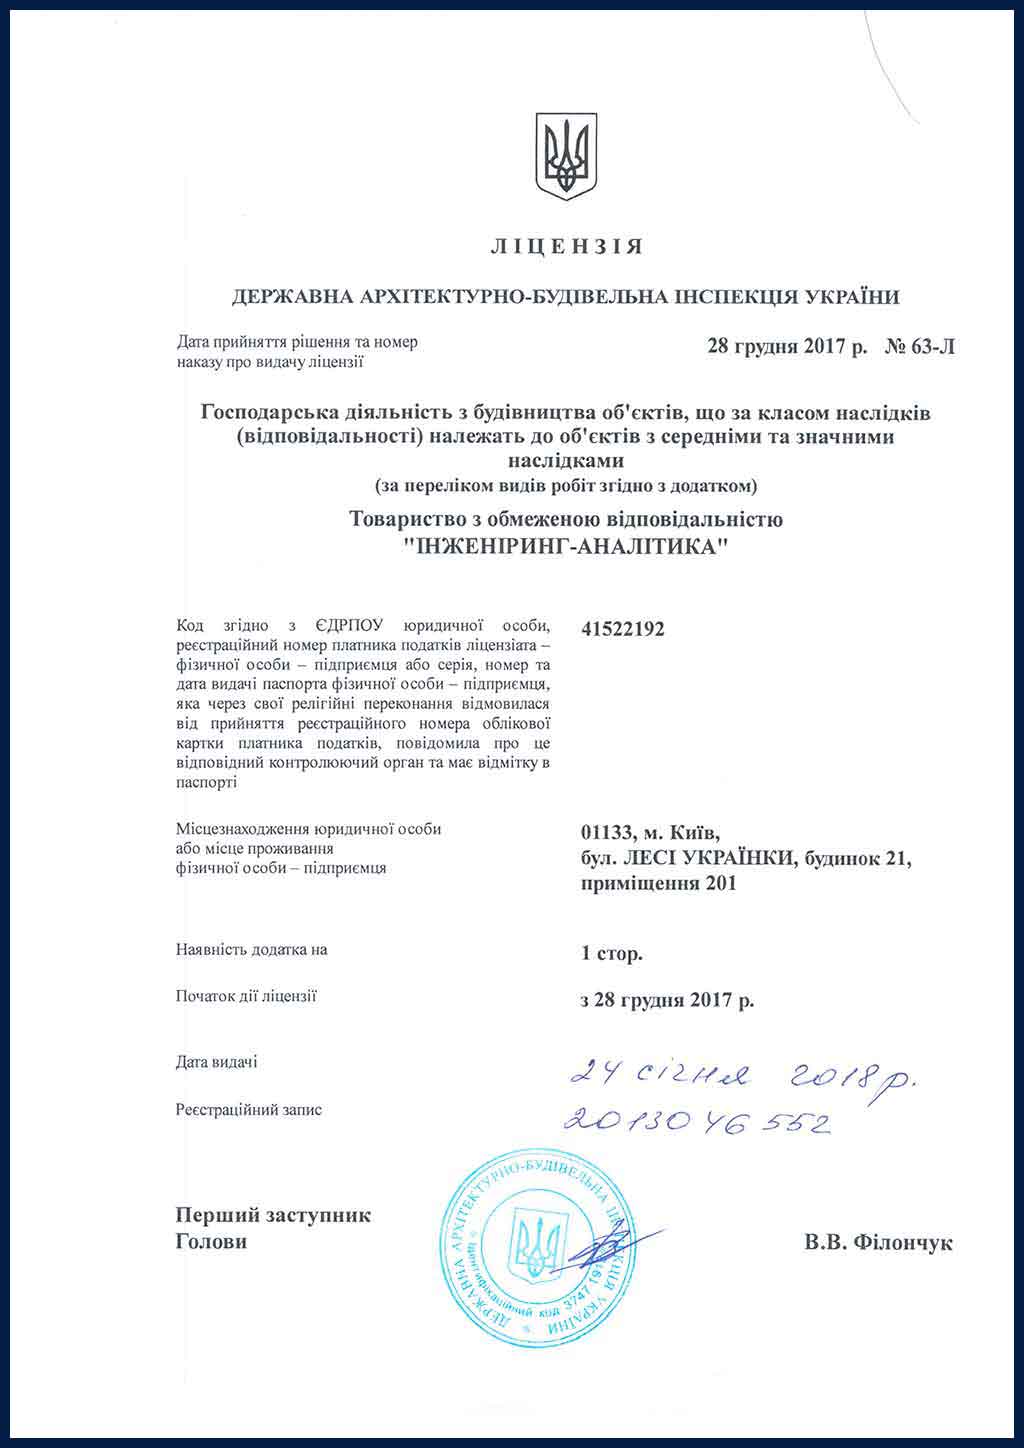 ЛІЦЕНЗІЯ
ДЕРЖАВНА АРХІТЕКТУРНО-БУДІВЕЛЬНА ІНСПЕКЦІЯ УКРАЇНИ
Дата прийняття рішення та номер
наказу про видачу ліцензії
28 грудня 2017 р. № 63-Л
Господарська діяльність з будівництва об'єктів, що за класом наслідків
(відповідальності) належать до об'єктів з середніми та значними
наслідками
(за переліком видів робіт згідно з додатком)
Товариство з обмеженою відповідальністю
"ІНЖЕНІРИНГ-АНАЛІТИКА"
Код згідно з ЄДРПОУ юридичної особи,
реєстраційний номер платника податків ліцензіата –
фізичної особи – підприємця або серія, номер та
дата видачі паспорта фізичної особи – підприємця,
яка через свої релігійні переконання відмовилася
від прийняття реєстраційного номера облікової
картки платника податків, повідомила про це
відповідний контролюючий орган та має відмітку в
паспорті
41522192
Місцезнаходження юридичної особи
або місце проживання
фізичної особи – підприємця
01133, м. Київ,
бул. ЛЕСІ УКРАЇНКИ, будинок 21,
приміщення 201
Наявність додатка на
1 стор.
Початок дії ліцензії
з 28 грудня 2017 р.
Дата видачі
24 січня 2018 р.
Реєстраційний запис
2013046552
Перший заступник
Голови
ДЕРЖАВНА АРХІТЕКТУРНО-БУДІВЕЛЬНА ІНСПЕКЦІЯ УКРАЇНИ
ідентифікаційний код
В.В. Філончук